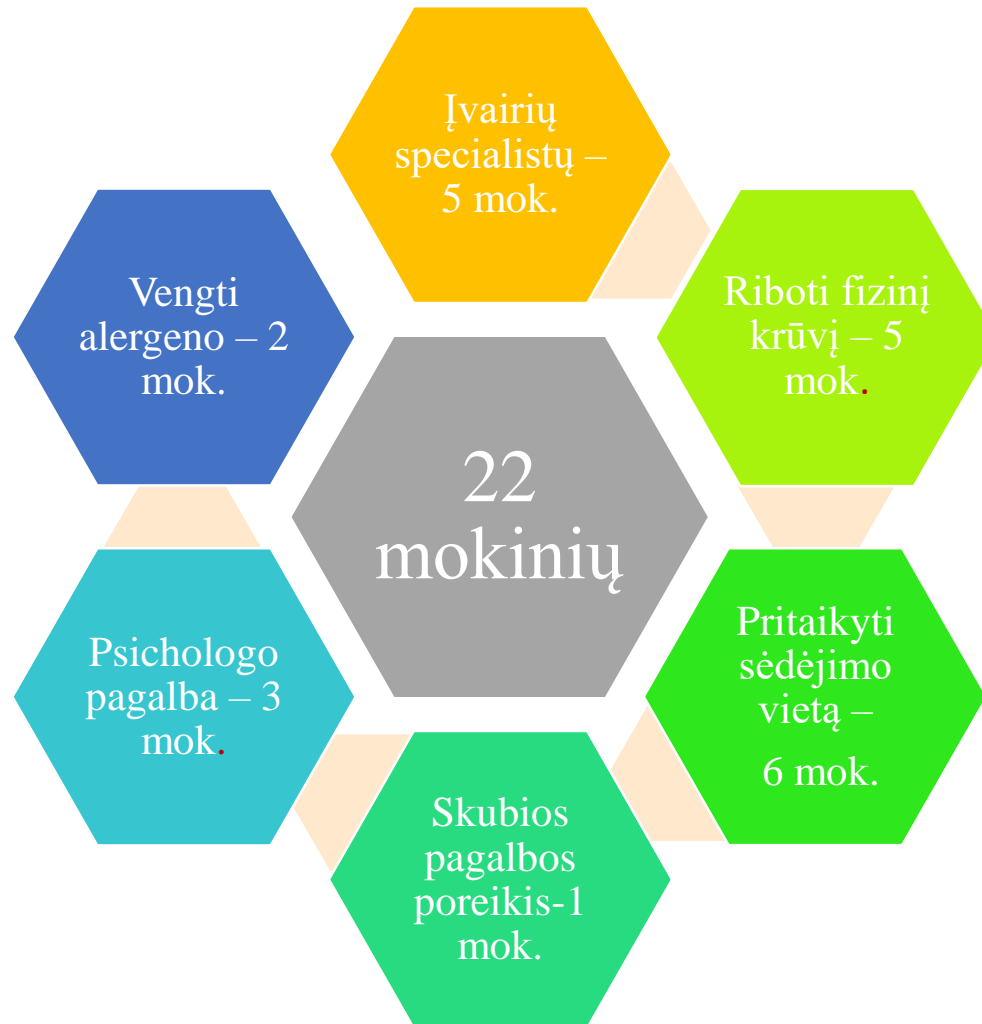 Įvairių
specialistų –
5 mok.
Riboti fizinį
krūvį – 5
mok.
Pritaikyti
sėdėjimo
vietą –
6 mok.
Skubios
pagalbos
poreikis-1
mok.
Psichologo
pagalba – 3
mok.
Vengti
alergeno – 2
mok.
22
mokinių